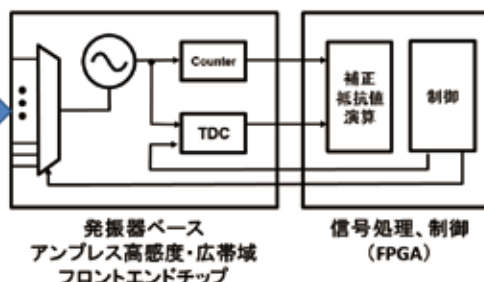 Counter
TDC
補正
抵抗値
演算
制御
発振器ベース
アンプレス高感度・広帯域
フロントエンドチップ
信号処理、制御
(FPGA)